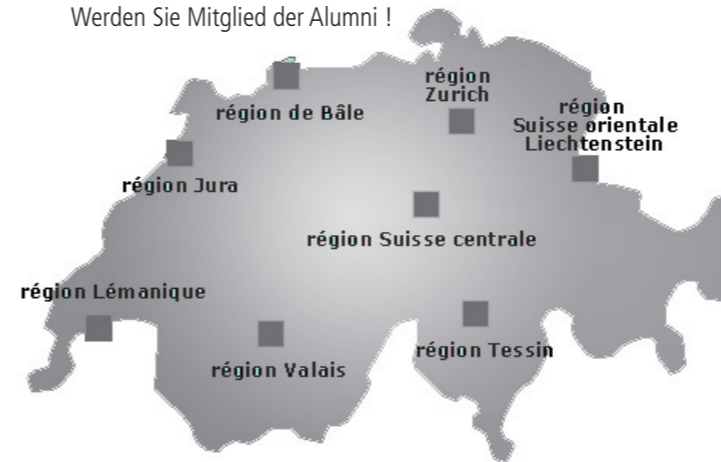 Werden Sie Mitglied der Alumni !
région
Zurich
région de Bâle
région
Suisse orientale
Liechtenstein
région Jura
région Suisse centrale
région Lémanique
région Tessin
région Valais